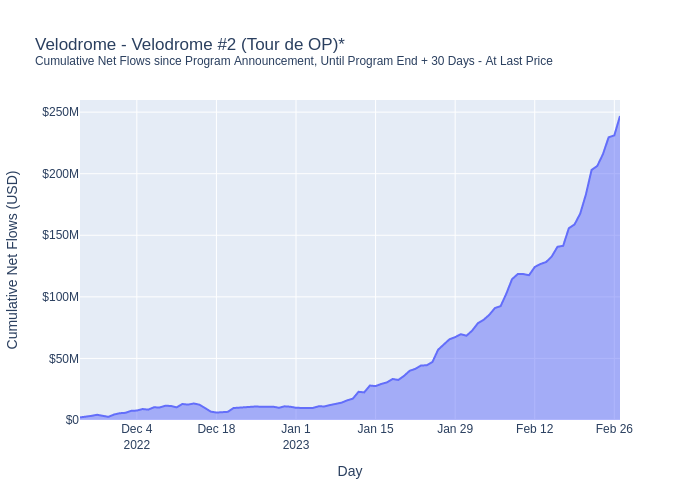 Velodrome - Velodrome #2 (Tour de OP)*
Cumulative Net Flows since Program Announcement, Until Program End + 30 Days - At Last Price
Cumulative Net Flows (USD)
$250M
$200M
$150M
$100M
$50M
$0
Dec 4
2022
Dec 18
Jan 1
2023
Jan 15
Jan 29
Feb 12
Feb 26
Day